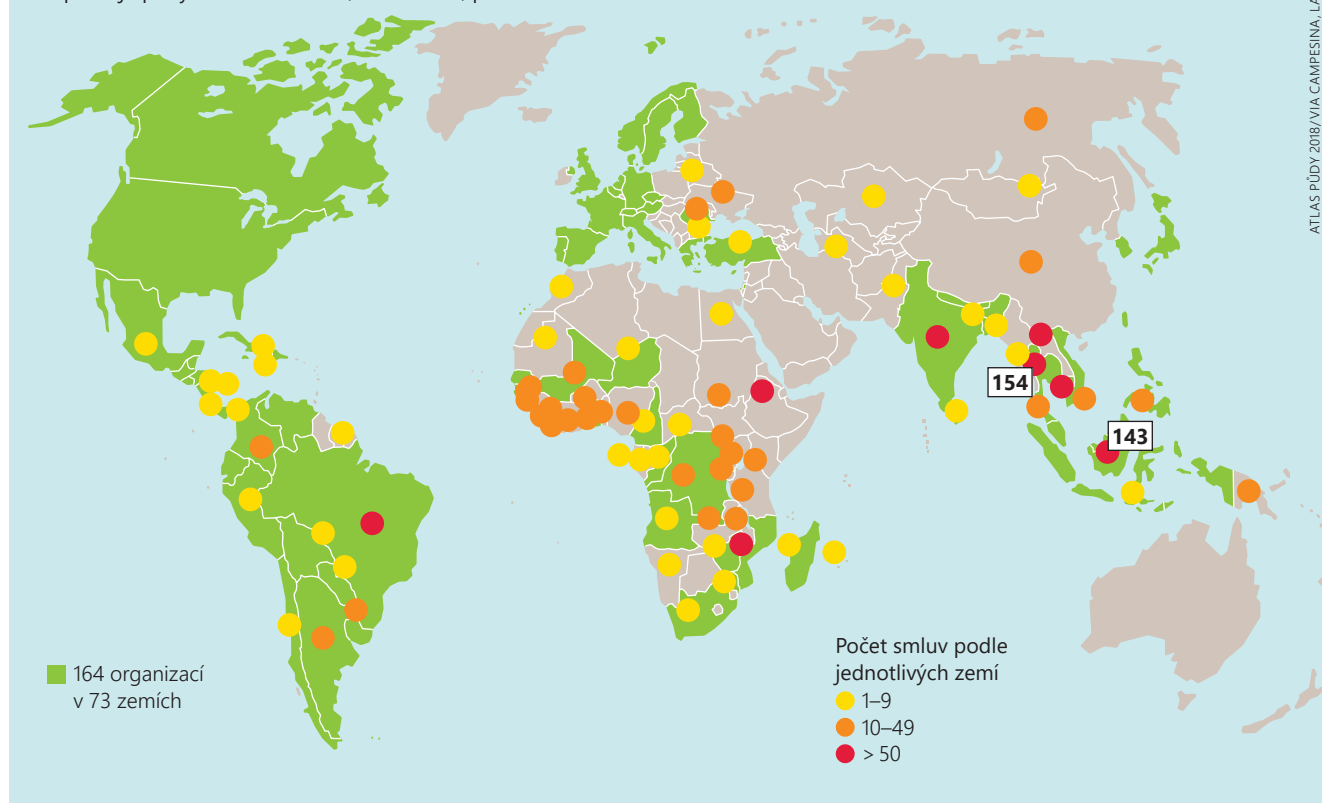 154
143
164 organizací
v 73 zemích
Počet smluv podle
jednotlivých zemí
1–9
10–49
> 50
ATLAS PŮDY 2018/ VIA CAMPESINA,